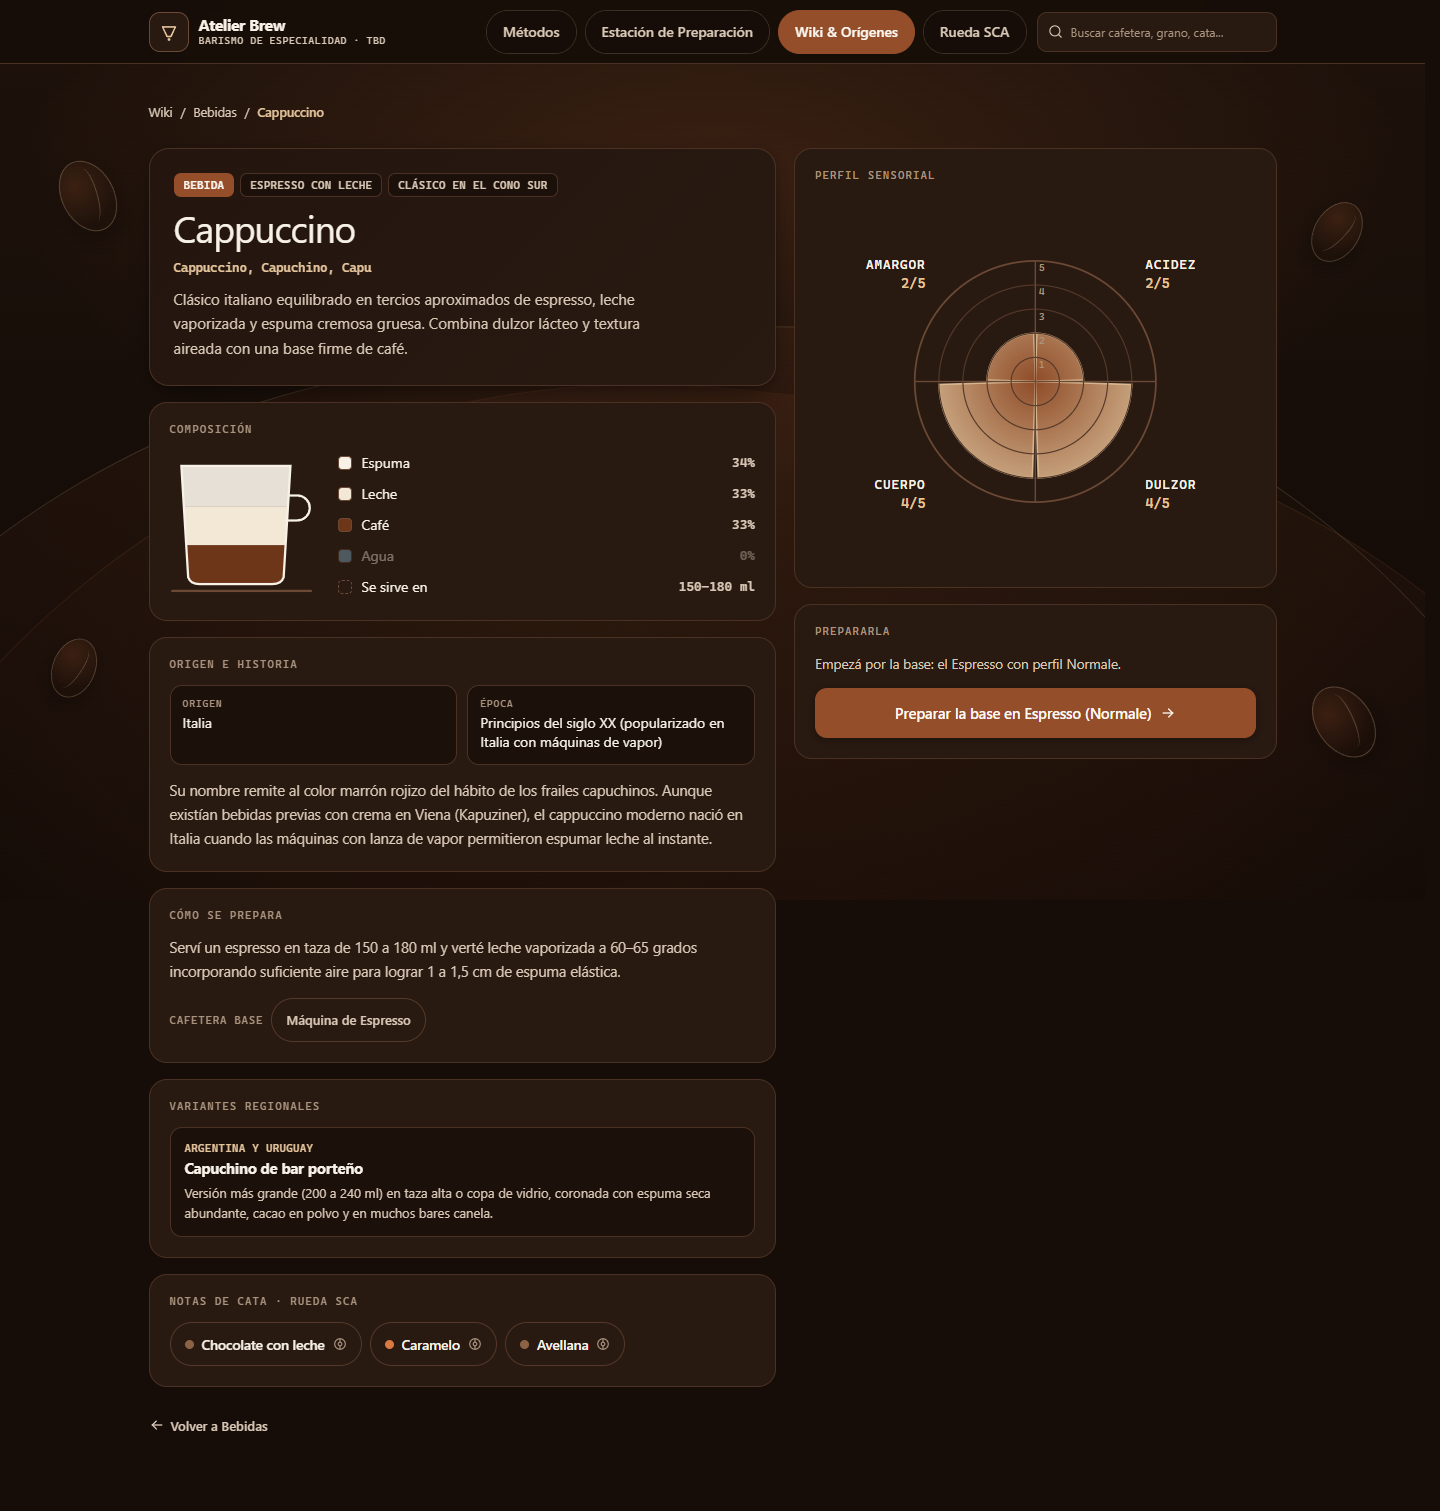 Atelier Brew
BARISMO DE ESPECIALIDAD · TBD
Métodos
Estación de Preparación
Wiki & Orígenes
Rueda SCA
Buscar cafetera, grano, cata...
Wiki / Bebidas / Cappuccino
BEBIDA
ESPRESSO CON LECHE
CLÁSICO EN EL CONO SUR
Cappuccino
Cappuccino, Capuchino, Capu
Clásico italiano equilibrado en tercios aproximados de espresso, leche
vaporizada y espuma cremosa gruesa. Combina dulzor lácteo y textura
aireada con una base firme de café.
COMPOSICIÓN
Espuma 34%
Leche 33%
Café 33%
Agua 0%
Se sirve en 150–180 ml
ORIGEN E HISTORIA
ORIGEN
Italia
ÉPOCA
Principios del siglo XX (popularizado en
Italia con máquinas de vapor)
Su nombre remite al color marrón rojizo del hábito de los frailes capuchinos. Aunque
existían bebidas previas con crema en Viena (Kapuziner), el cappuccino moderno nació en
Italia cuando las máquinas con lanza de vapor permitieron espumar leche al instante.
CÓMO SE PREPARA
Serví un espresso en taza de 150 a 180 ml y verté leche vaporizada a 60–65 grados
incorporando suficiente aire para lograr 1 a 1,5 cm de espuma elástica.
CAFETERA BASE
Máquina de Espresso
VARIANTES REGIONALES
ARGENTINA Y URUGUAY
Capuchino de bar porteño
Versión más grande (200 a 240 ml) en taza alta o copa de vidrio, coronada con espuma seca
abundante, cacao en polvo y en muchos bares canela.
NOTAS DE CATA · RUEDA SCA
Chocolate con leche
Caramelo
Avellana
Volver a Bebidas
PERFIL SENSORIAL
AMARGOR
2/5
ACIDEZ
2/5
5
4
3
2
1
CUERPO
4/5
DULZOR
4/5
PREPARARLA
Empezá por la base: el Espresso con perfil Normale.
Preparar la base en Espresso (Normale)